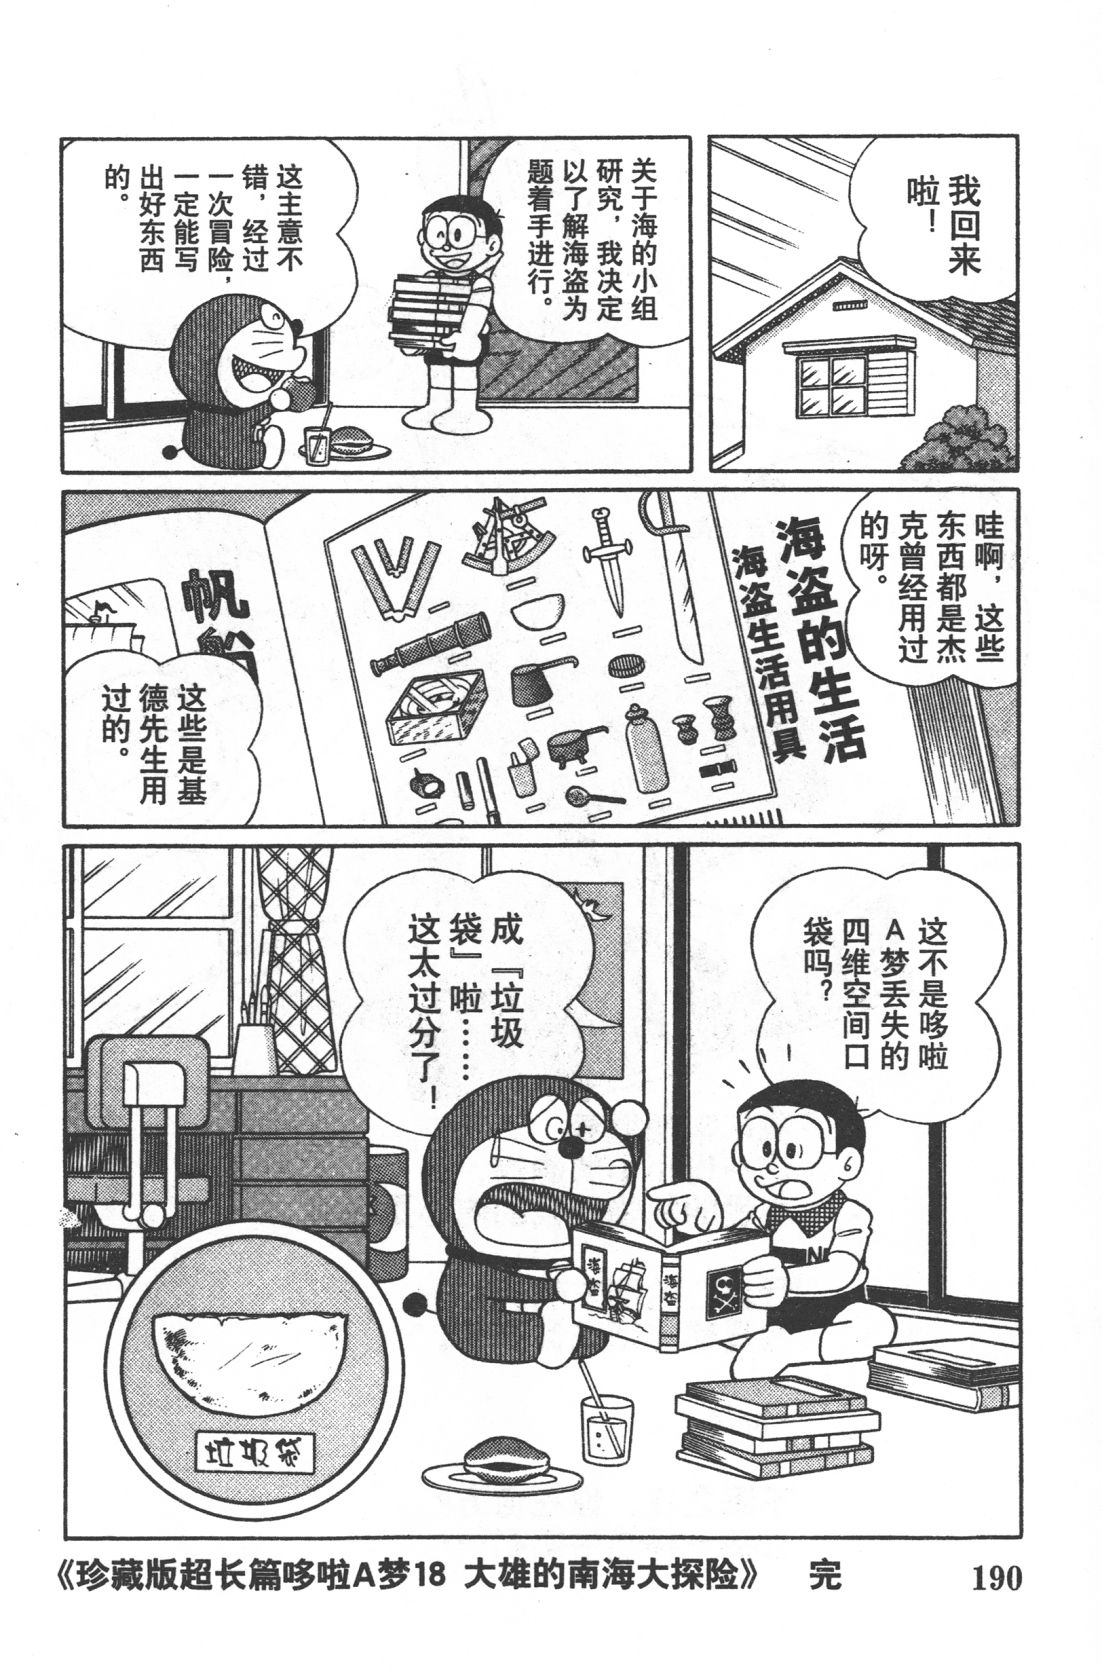 我回来
啦！
关于海的小组
研究，我决定
以了解海盗为
题着手进行。
这主意不
错，经过
一次冒险，
一定能写
出好东西
的。
哇啊，这些
东西都是杰
克曾经用过
的呀。
海盗的生活
海盗生活用具
帆船
这些是基
德先生用
过的。
这不是哆啦
A梦丢失的
四维空间口
袋吗？
成『垃圾
袋』啦……
这太过分了！
海盗
海盗
N
垃圾袋
《珍藏版超长篇哆啦A梦18 大雄的南海大探险》 完
190